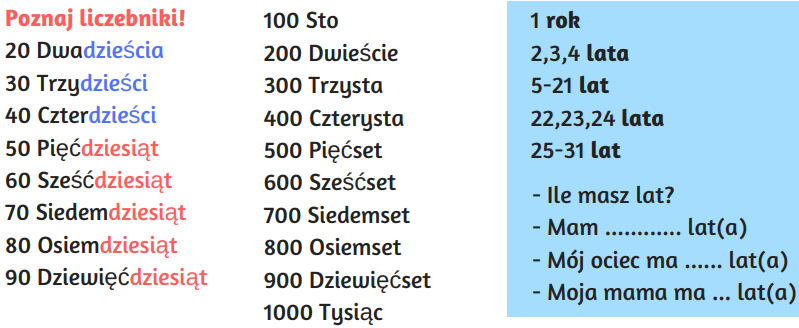 Poznaj liczebniki!
20 Dwadzieścia
30 Trzydzieści
40 Czterdzieści
50 Pięćdziesiąt
60 Sześćdziesiąt
70 Siedemdziesiąt
80 Osiemdziesiąt
90 Dziewięćdziesiąt
100 Sto
200 Dwieście
300 Trzysta
400 Czterysta
500 Pięćset
600 Sześćset
700 Siedemset
800 Osiemset
900 Dziewięćset
1000 Tysiąc
1 rok
2,3,4 lata
5-21 lat
22,23,24 lata
25-31 lat
- Ile masz lat?
- Mam ............ lat(a)
- Mój ociec ma ...... lat(a)
- Moja mama ma ... lat(a)